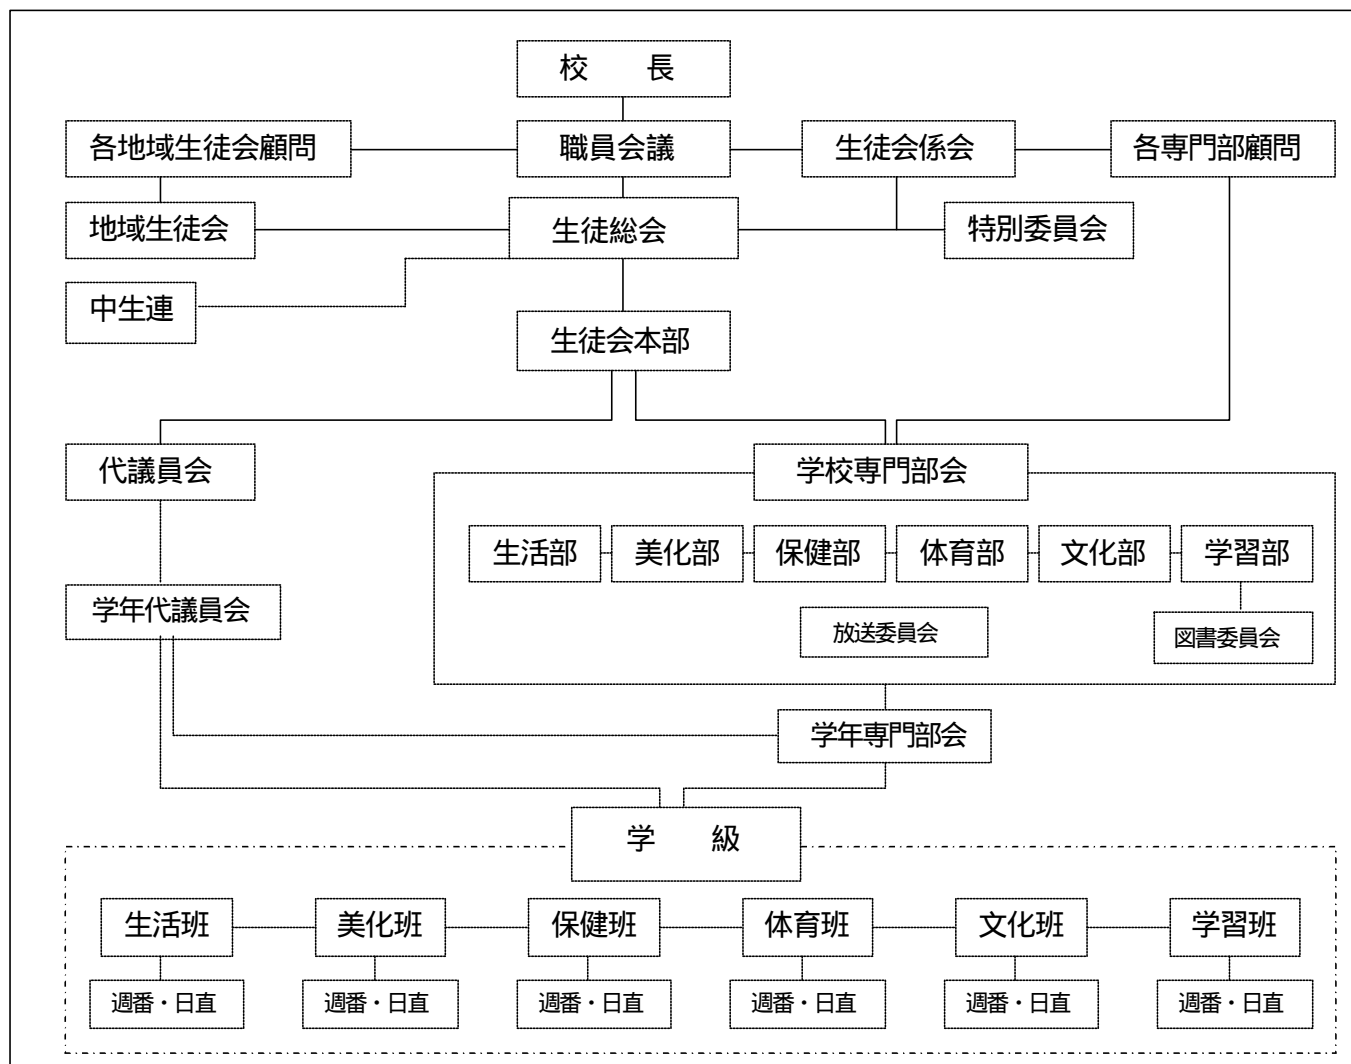 校　　長
各地域生徒会顧問
職員会議
生徒会係会
各専門部顧問
地域生徒会
生徒総会
特別委員会
中生連
生徒会本部
代議員会
学校専門部会
生活部
美化部
保健部
体育部
文化部
学習部
学年代議員会
放送委員会
図書委員会
学年専門部会
学　　級
生活班
美化班
保健班
体育班
文化班
学習班
週番・日直
週番・日直
週番・日直
週番・日直
週番・日直
週番・日直